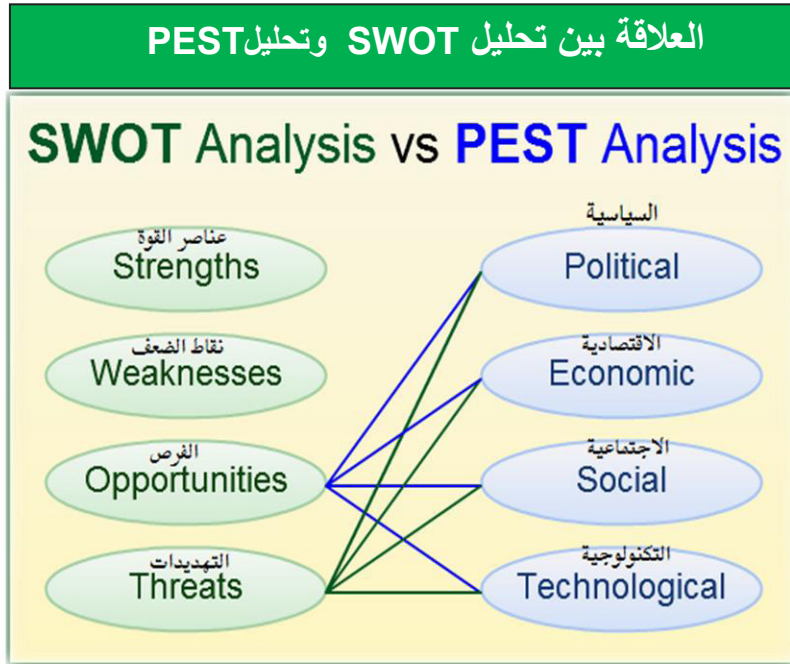 العلاقة بين تحليل SWOT وتحليلPEST
SWOT Analysis vs PEST Analysis
عناصر القوة
Strengths
نقاط الضعف
Weaknesses
الفرص
Opportunities
التهديدات
Threats
السياسية
Political
الاقتصادية
Economic
الاجتماعية
Social
التكنولوجية
Technological